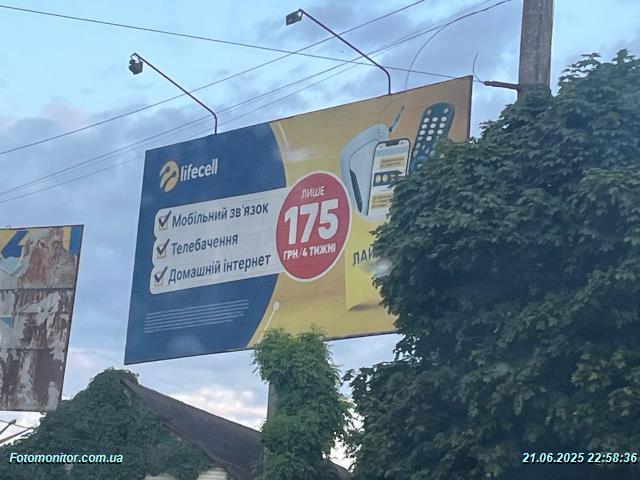 lifecell
Мобільний зв'язок
Телебачення
Домашній інтернет
ЛИШЕ
175
ГРН/4 ТИЖНІ
Fotomonitor.com.ua
21.06.2025 22:58:36